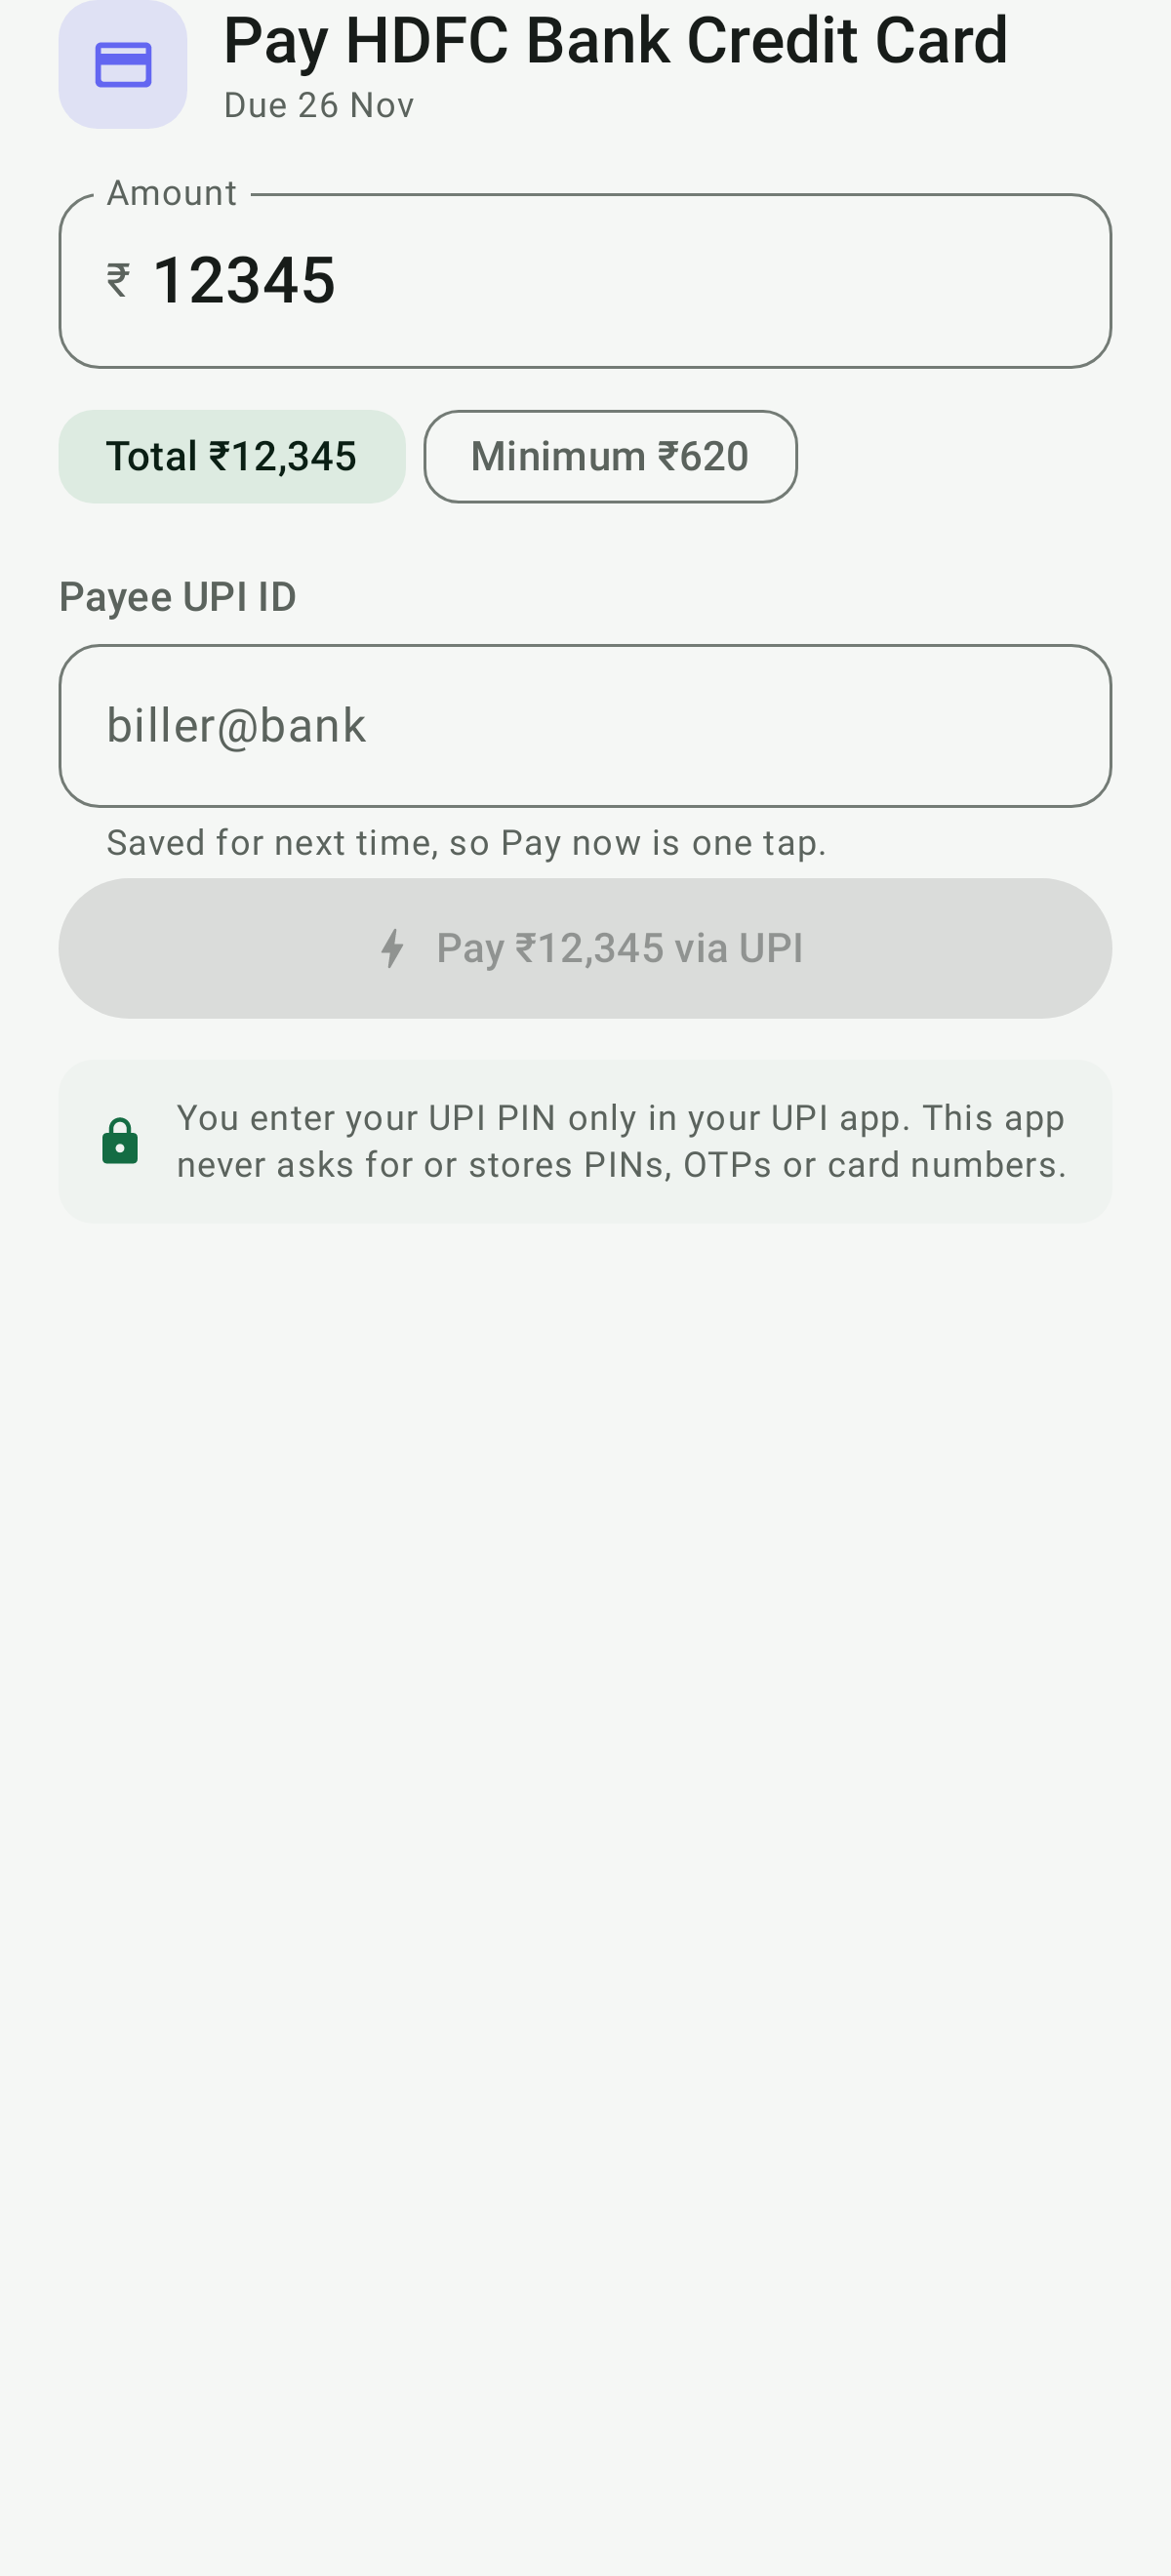 Pay HDFC Bank Credit Card
Due 26 Nov
Amount
₹ 12345
Total ₹12,345
Minimum ₹620
Payee UPI ID
biller@bank
Saved for next time, so Pay now is one tap.
Pay ₹12,345 via UPI
You enter your UPI PIN only in your UPI app. This app
never asks for or stores PINs, OTPs or card numbers.